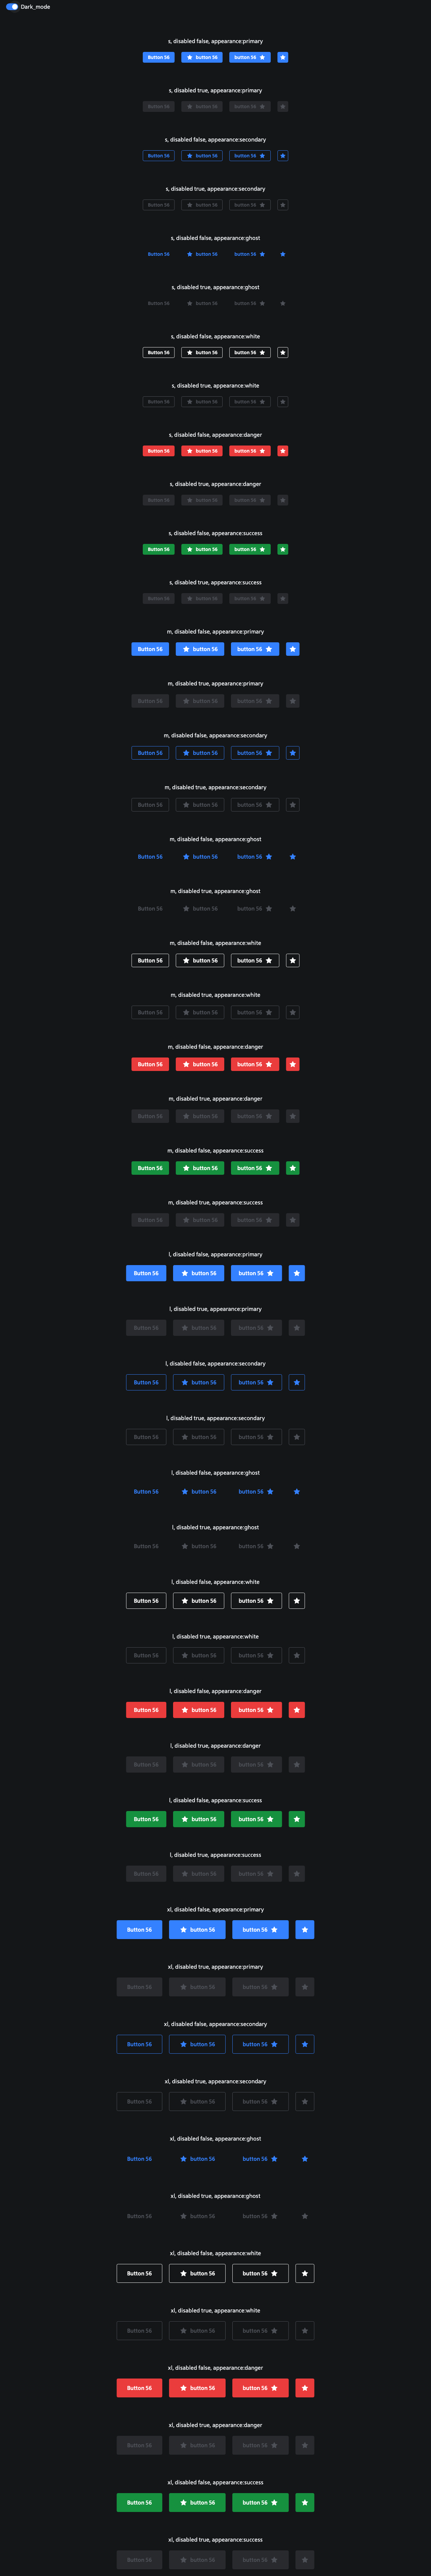 Dark_mode
s, disabled false, appearance:primary
Button 56 button 56 button 56
s, disabled true, appearance:primary
Button 56 button 56 button 56
s, disabled false, appearance:secondary
Button 56 button 56 button 56
s, disabled true, appearance:secondary
Button 56 button 56 button 56
s, disabled false, appearance:ghost
Button 56 button 56 button 56
s, disabled true, appearance:ghost
Button 56 button 56 button 56
s, disabled false, appearance:white
Button 56 button 56 button 56
s, disabled true, appearance:white
Button 56 button 56 button 56
s, disabled false, appearance:danger
Button 56 button 56 button 56
s, disabled true, appearance:danger
Button 56 button 56 button 56
s, disabled false, appearance:success
Button 56 button 56 button 56
s, disabled true, appearance:success
Button 56 button 56 button 56
m, disabled false, appearance:primary
Button 56 button 56 button 56
m, disabled true, appearance:primary
Button 56 button 56 button 56
m, disabled false, appearance:secondary
Button 56 button 56 button 56
m, disabled true, appearance:secondary
Button 56 button 56 button 56
m, disabled false, appearance:ghost
Button 56 button 56 button 56
m, disabled true, appearance:ghost
Button 56 button 56 button 56
m, disabled false, appearance:white
Button 56 button 56 button 56
m, disabled true, appearance:white
Button 56 button 56 button 56
m, disabled false, appearance:danger
Button 56 button 56 button 56
m, disabled true, appearance:danger
Button 56 button 56 button 56
m, disabled false, appearance:success
Button 56 button 56 button 56
m, disabled true, appearance:success
Button 56 button 56 button 56
l, disabled false, appearance:primary
Button 56 button 56 button 56
l, disabled true, appearance:primary
Button 56 button 56 button 56
l, disabled false, appearance:secondary
Button 56 button 56 button 56
l, disabled true, appearance:secondary
Button 56 button 56 button 56
l, disabled false, appearance:ghost
Button 56 button 56 button 56
l, disabled true, appearance:ghost
Button 56 button 56 button 56
l, disabled false, appearance:white
Button 56 button 56 button 56
l, disabled true, appearance:white
Button 56 button 56 button 56
l, disabled false, appearance:danger
Button 56 button 56 button 56
l, disabled true, appearance:danger
Button 56 button 56 button 56
l, disabled false, appearance:success
Button 56 button 56 button 56
l, disabled true, appearance:success
Button 56 button 56 button 56
xl, disabled false, appearance:primary
Button 56 button 56 button 56
xl, disabled true, appearance:primary
Button 56 button 56 button 56
xl, disabled false, appearance:secondary
Button 56 button 56 button 56
xl, disabled true, appearance:secondary
Button 56 button 56 button 56
xl, disabled false, appearance:ghost
Button 56 button 56 button 56
xl, disabled true, appearance:ghost
Button 56 button 56 button 56
xl, disabled false, appearance:white
Button 56 button 56 button 56
xl, disabled true, appearance:white
Button 56 button 56 button 56
xl, disabled false, appearance:danger
Button 56 button 56 button 56
xl, disabled true, appearance:danger
Button 56 button 56 button 56
xl, disabled false, appearance:success
Button 56 button 56 button 56
xl, disabled true, appearance:success
Button 56 button 56 button 56